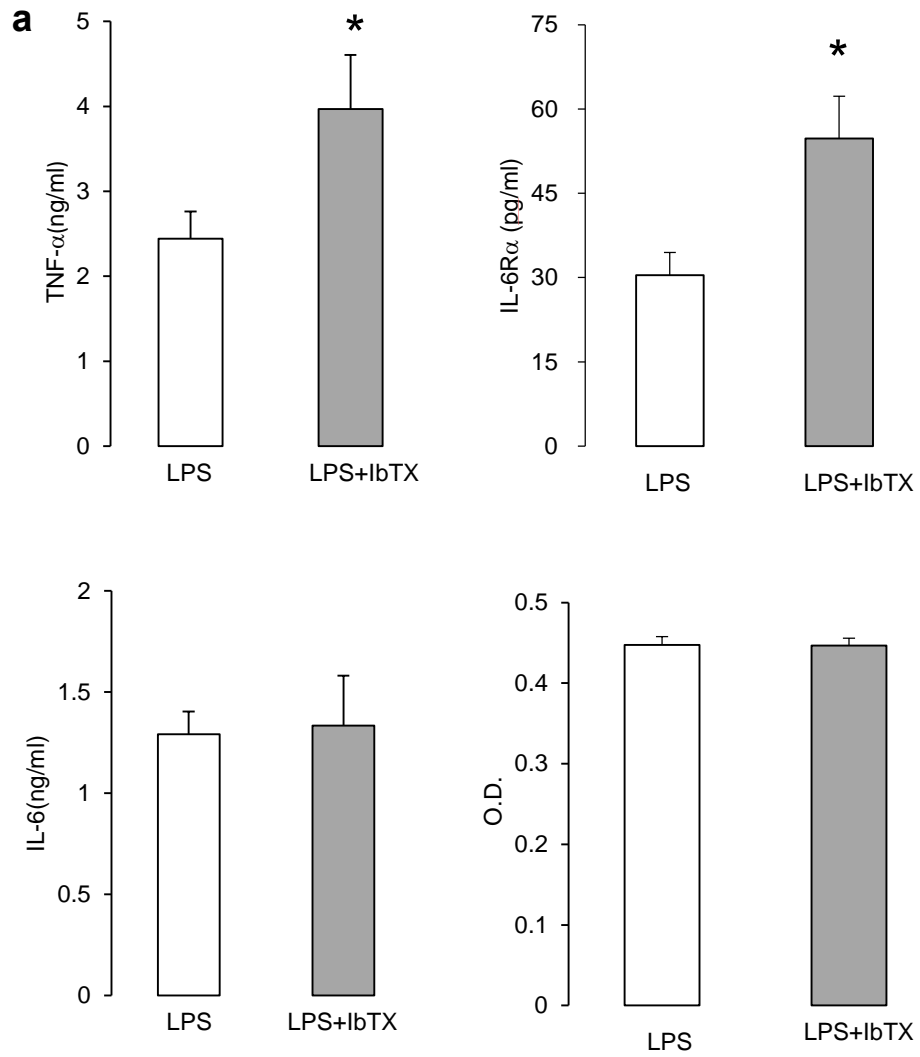 a
TNF-α(ng/ml)
5
4
3
2
1
0
*
LPS
LPS+IbTX
IL-6Rα (pg/ml)
75
60
45
30
15
0
*
LPS
LPS+IbTX
IL-6(ng/ml)
2
1.5
1
0.5
0
LPS
LPS+IbTX
O.D.
0.5
0.4
0.3
0.2
0.1
0
LPS
LPS+IbTX